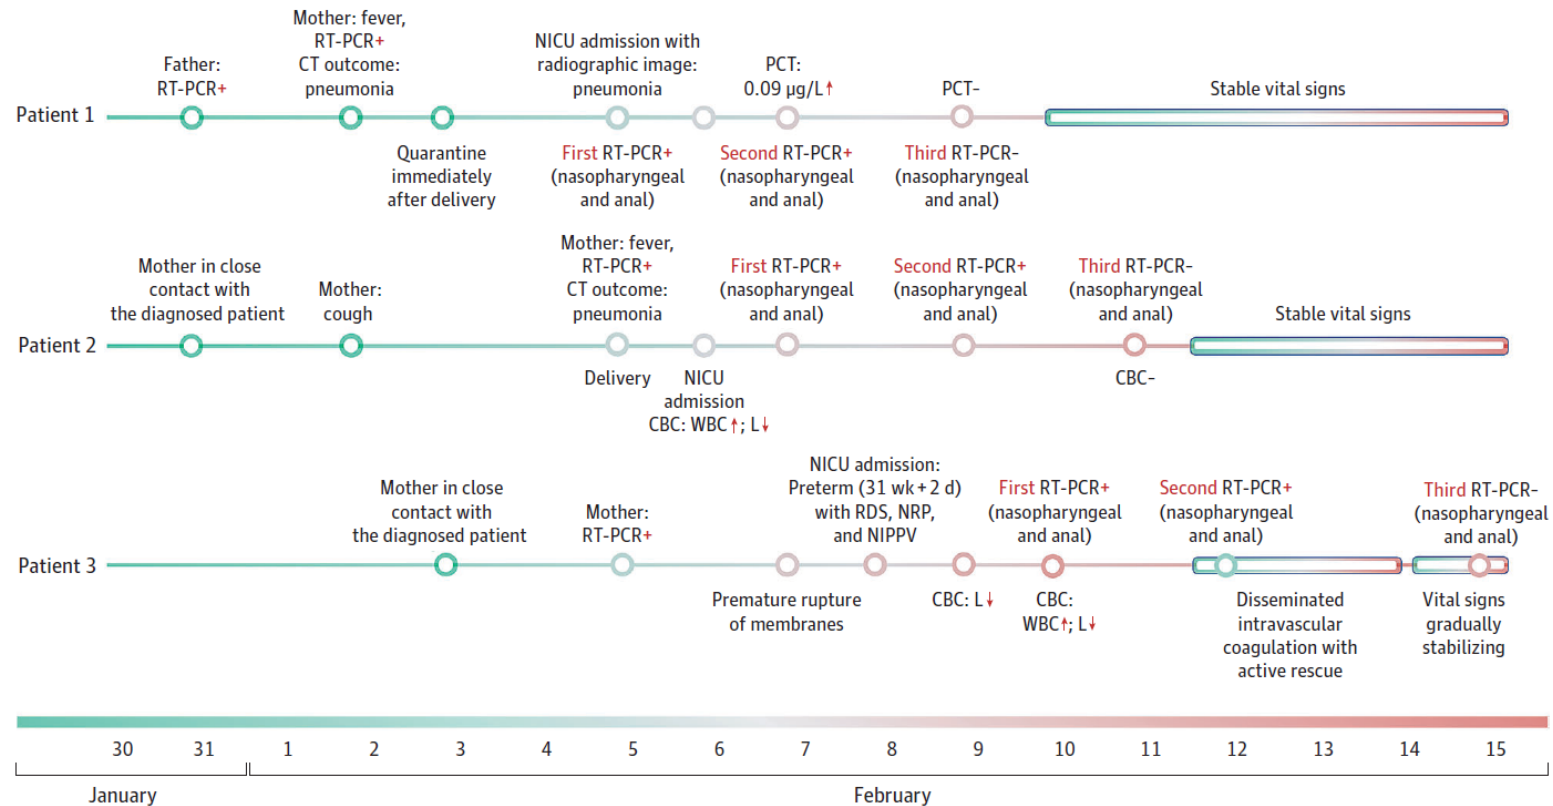 Father:
RT-PCR+
Mother: fever,
RT-PCR+
CT outcome:
pneumonia
NICU admission with
radiographic image:
pneumonia
PCT:
0.09 µg/L↑
PCT−
Stable vital signs
Patient 1
Quarantine
immediately
after delivery
First RT-PCR+
(nasopharyngeal
and anal)
Second RT-PCR+
(nasopharyngeal
and anal)
Third RT-PCR−
(nasopharyngeal
and anal)
Mother in close
contact with
the diagnosed patient
Mother:
cough
Mother: fever,
RT-PCR+
CT outcome:
pneumonia
First RT-PCR+
(nasopharyngeal
and anal)
Second RT-PCR+
(nasopharyngeal
and anal)
Third RT-PCR−
(nasopharyngeal
and anal)
Stable vital signs
Patient 2
Delivery
NICU
admission
CBC: WBC↑; L↓
CBC−
Mother in close
contact with
the diagnosed patient
Mother:
RT-PCR+
NICU admission:
Preterm (31 wk + 2 d)
with RDS, NRP,
and NIPPV
First RT-PCR+
(nasopharyngeal
and anal)
Second RT-PCR+
(nasopharyngeal
and anal)
Third RT-PCR−
(nasopharyngeal
and anal)
Patient 3
Premature rupture
of membranes
CBC: L↓
CBC:
WBC↑; L↓
Disseminated
intravascular
coagulation with
active rescue
Vital signs
gradually
stabilizing
30 31 1 2 3 4 5 6 7 8 9 10 11 12 13 14 15
January February